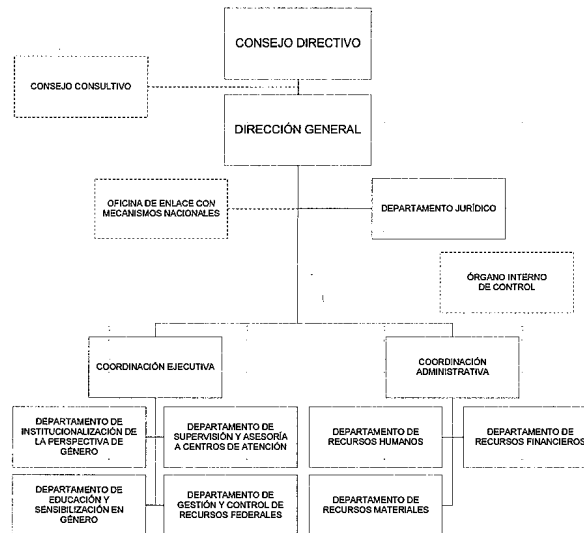 CONSEJO DIRECTIVO
CONSEJO CONSULTIVO
DIRECCIÓN GENERAL
OFICINA DE ENLACE CON
MECANISMOS NACIONALES
DEPARTAMENTO JURÍDICO
ÓRGANO INTERNO
DE CONTROL
COORDINACIÓN EJECUTIVA
COORDINACIÓN
ADMINISTRATIVA
DEPARTAMENTO DE
INSTITUCIONALIZACIÓN DE
LA PERSPECTIVA DE
GÉNERO
DEPARTAMENTO DE
SUPERVISIÓN Y ASESORÍA
A CENTROS DE ATENCIÓN
DEPARTAMENTO DE
RECURSOS HUMANOS
DEPARTAMENTO DE
RECURSOS FINANCIEROS
DEPARTAMENTO DE
EDUCACIÓN Y
SENSIBILIZACIÓN EN
GÉNERO
DEPARTAMENTO DE
GESTIÓN Y CONTROL DE
RECURSOS FEDERALES
DEPARTAMENTO DE
RECURSOS MATERIALES